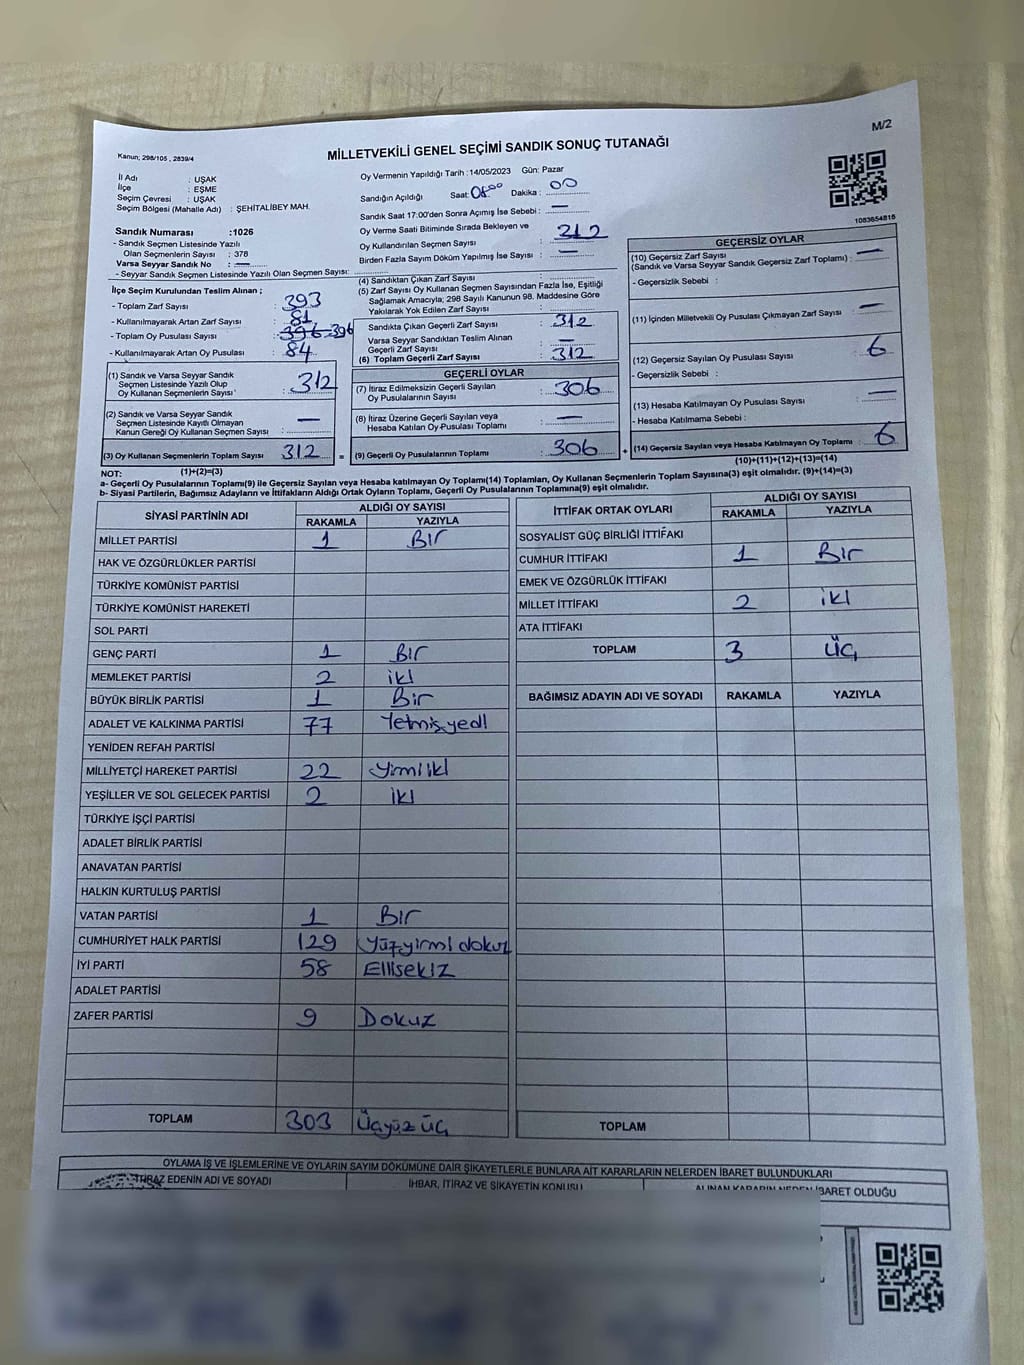 M/2
MİLLETVEKİLİ GENEL SEÇİMİ SANDIK SONUÇ TUTANAĞI
Kanun; 298/105 , 2839/4
İl Adı : UŞAK
İlçe : EŞME
Seçim Çevresi : UŞAK
Seçim Bölgesi (Mahalle Adı) : ŞEHİTALİBEY MAH.
Sandık Numarası :1026
- Sandık Seçmen Listesinde Yazılı
Olan Seçmenlerin Sayısı : 378
Varsa Seyyar Sandık No : —
- Seyyar Sandık Seçmen Listesinde Yazılı Olan Seçmen Sayısı:
Oy Vermenin Yapıldığı Tarih : 14/05/2023 Gün: Pazar
Sandığın Açıldığı Saat: 08⁰⁰ Dakika : 00
Sandık Saat 17:00'den Sonra Açımış İse Sebebi : —
Oy Verme Saati Bitiminde Sırada Bekleyen ve
Oy Kullandırılan Seçmen Sayısı : 312
Birden Fazla Sayım Döküm Yapılmış İse Sayısı : —
1083654816
İlçe Seçim Kurulundan Teslim Alınan ;
- Toplam Zarf Sayısı : 393
- Kullanılmayarak Artan Zarf Sayısı : 81
- Toplam Oy Pusulası Sayısı : 396 396
- Kullanılmayarak Artan Oy Pusulası : 84
(1) Sandık ve Varsa Seyyar Sandık
Seçmen Listesinde Yazılı Olup
Oy Kullanan Seçmenlerin Sayısı : 312
(2) Sandık ve Varsa Seyyar Sandık
Seçmen Listesinde Kayıtlı Olmayan
Kanun Gereği Oy Kullanan Seçmen Sayısı : —
(3) Oy Kullanan Seçmenlerin Toplam Sayısı 312 =
(4) Sandıktan Çıkan Zarf Sayısı : —
(5) Zarf Sayısı Oy Kullanan Seçmen Sayısından Fazla İse, Eşitliği
Sağlamak Amacıyla; 298 Sayılı Kanunun 98. Maddesine Göre
Yakılarak Yok Edilen Zarf Sayısı :
Sandıkta Çıkan Geçerli Zarf Sayısı : 312
Varsa Seyyar Sandıktan Teslim Alınan
Geçerli Zarf Sayısı : —
(6) Toplam Geçerli Zarf Sayısı : 312
GEÇERLİ OYLAR
(7) İtiraz Edilmeksizin Geçerli Sayılan
Oy Pusulalarının Sayısı : 306
(8) İtiraz Üzerine Geçerli Sayılan veya
Hesaba Katılan Oy Pusulası Toplamı : —
(9) Geçerli Oy Pusulalarının Toplamı : 306 +
GEÇERSİZ OYLAR
(10) Geçersiz Zarf Sayısı
(Sandık ve Varsa Seyyar Sandık Geçersiz Zarf Toplamı) : —
- Geçersizlik Sebebi :
(11) İçinden Milletvekili Oy Pusulası Çıkmayan Zarf Sayısı : —
(12) Geçersiz Sayılan Oy Pusulası Sayısı : 6
- Geçersizlik Sebebi :
(13) Hesaba Katılmayan Oy Pusulası Sayısı : —
- Hesaba Katılmama Sebebi :
(14) Geçersiz Sayılan veya Hesaba Katılmayan Oy Toplamı : 6
NOT: (1)+(2)=(3) (10)+(11)+(12)+(13)=(14)
a- Geçerli Oy Pusulalarının Toplamı(9) ile Geçersiz Sayılan veya Hesaba katılmayan Oy Toplamı(14) Toplamları, Oy Kullanan Seçmenlerin Toplam Sayısına(3) eşit olmalıdır. (9)+(14)=(3)
b- Siyasi Partilerin, Bağımsız Adayların ve İttifakların Aldığı Ortak Oyların Toplamı, Geçerli Oy Pusulalarının Toplamına(9) eşit olmalıdır.
SİYASİ PARTİNİN ADI ALDIĞI OY SAYISI
RAKAMLA YAZIYLA
MİLLET PARTİSİ 1 Bir
HAK VE ÖZGÜRLÜKLER PARTİSİ
TÜRKİYE KOMÜNİST PARTİSİ
TÜRKİYE KOMÜNİST HAREKETİ
SOL PARTİ
GENÇ PARTİ 1 Bir
MEMLEKET PARTİSİ 2 iki
BÜYÜK BİRLİK PARTİSİ 1 Bir
ADALET VE KALKINMA PARTİSİ 77 Yetmiş yedi
YENİDEN REFAH PARTİSİ
MİLLİYETÇİ HAREKET PARTİSİ 22 yimi iki
YEŞİLLER VE SOL GELECEK PARTİSİ 2 iki
TÜRKİYE İŞÇİ PARTİSİ
ADALET BİRLİK PARTİSİ
ANAVATAN PARTİSİ
HALKIN KURTULUŞ PARTİSİ
VATAN PARTİSİ 1 Bir
CUMHURİYET HALK PARTİSİ 129 Yüzyirmi dokuz
İYİ PARTİ 58 Ellisekiz
ADALET PARTİSİ
ZAFER PARTİSİ 9 Dokuz
TOPLAM 303 Üçyüz üç
İTTİFAK ORTAK OYLARI ALDIĞI OY SAYISI
RAKAMLA YAZIYLA
SOSYALİST GÜÇ BİRLİĞİ İTTİFAKI
CUMHUR İTTİFAKI 1 Bir
EMEK VE ÖZGÜRLÜK İTTİFAKI
MİLLET İTTİFAKI 2 iki
ATA İTTİFAKI
TOPLAM 3 Üç
BAĞIMSIZ ADAYIN ADI VE SOYADI RAKAMLA YAZIYLA
TOPLAM
OYLAMA İŞ VE İŞLEMLERİNE VE OYLARIN SAYIM DÖKÜMÜNE DAİR ŞİKAYETLERLE BUNLARA AİT KARARLARIN NELERDEN İBARET BULUNDUKLARI
İTİRAZ EDENİN ADI VE SOYADI İHBAR, İTİRAZ VE ŞİKAYETİN KONUSU ALINAN KARARIN NEDEN İBARET OLDUĞU